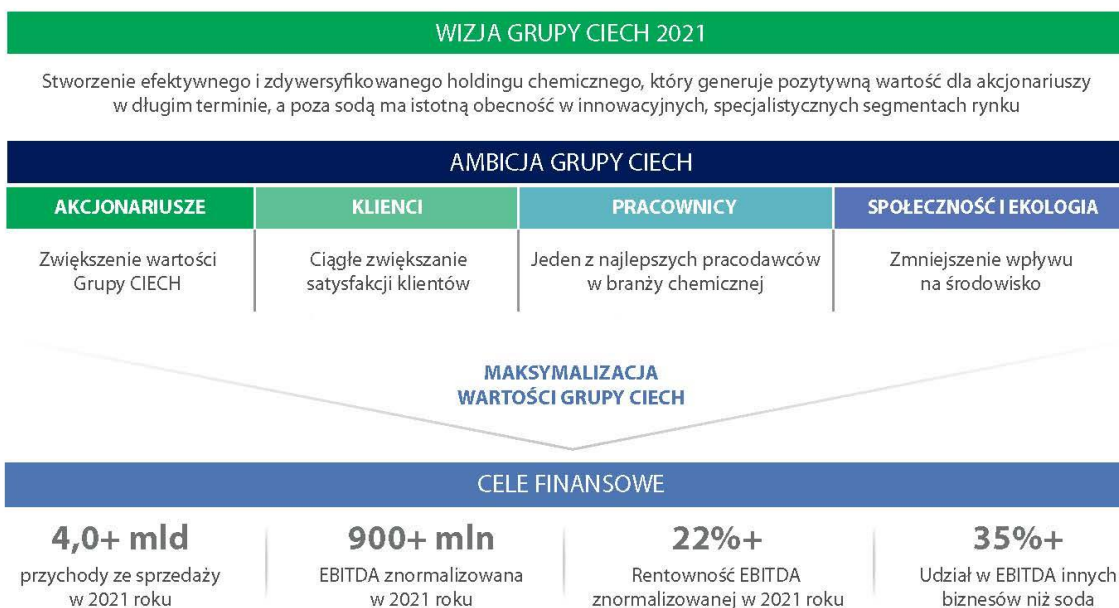 WIZJA GRUPY CIECH 2021
Stworzenie efektywnego i zdywersyfikowanego holdingu chemicznego, który generuje pozytywną wartość dla akcjonariuszy
w długim terminie, a poza sodą ma istotną obecność w innowacyjnych, specjalistycznych segmentach rynku
AMBICJA GRUPY CIECH
AKCJONARIUSZE
Zwiększenie wartości
Grupy CIECH
KLIENCI
Ciągłe zwiększanie
satysfakcji klientów
PRACOWNICY
Jeden z najlepszych pracodawców
w branży chemicznej
SPOŁECZNOŚĆ I EKOLOGIA
Zmniejszenie wpływu
na środowisko
MAKSYMALIZACJA
WARTOŚCI GRUPY CIECH
CELE FINANSOWE
4,0+ mld
przychody ze sprzedaży
w 2021 roku
900+ mln
EBITDA znormalizowana
w 2021 roku
22%+
Rentowność EBITDA
znormalizowanej w 2021 roku
35%+
Udział w EBITDA innych
biznesów niż soda